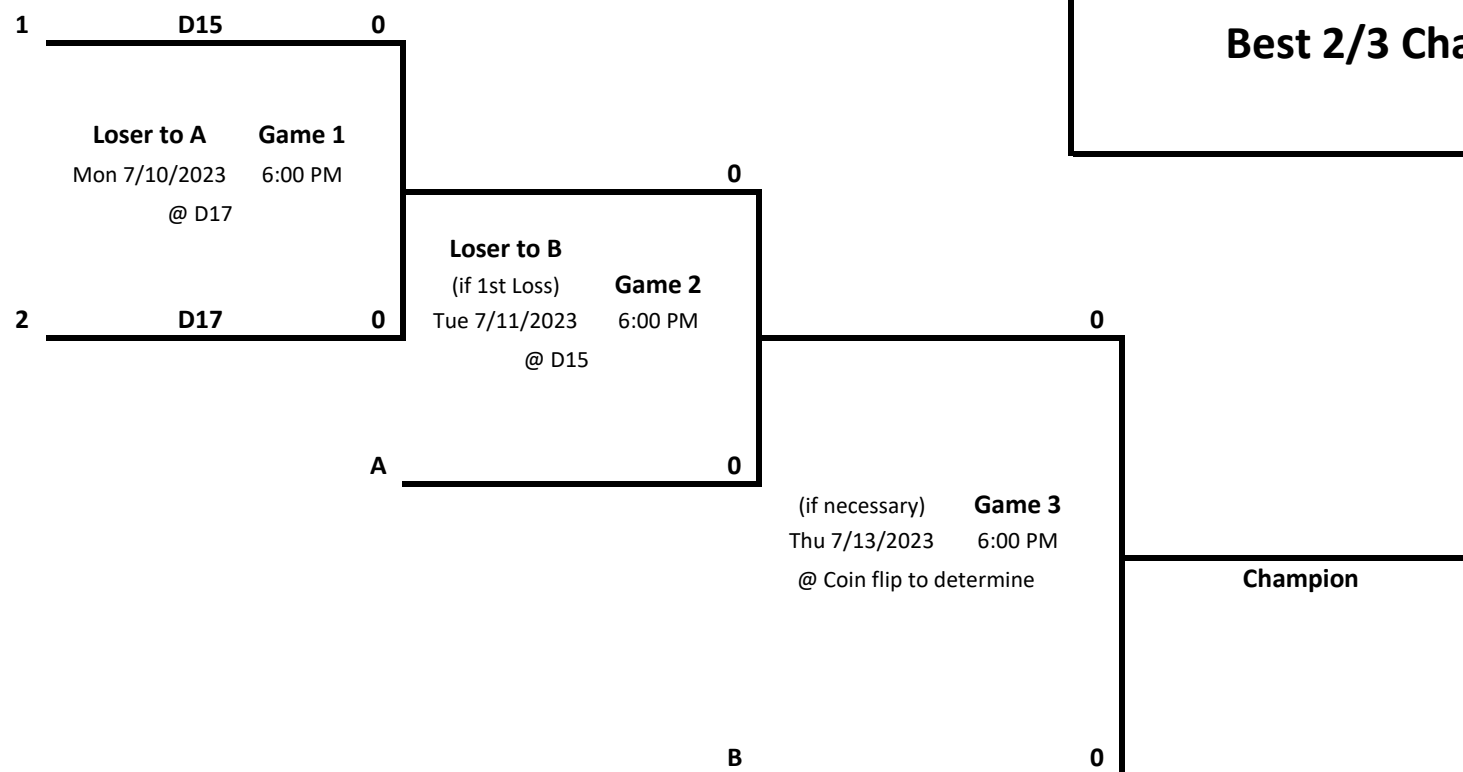 1 D15 0
Best 2/3 Cha
Loser to A Game 1
Mon 7/10/2023 6:00 PM
@ D17
0
Loser to B
(if 1st Loss) Game 2
2 D17 0
Tue 7/11/2023 6:00 PM
0
@ D15
A 0
(if necessary) Game 3
Thu 7/13/2023 6:00 PM
@ Coin flip to determine
Champion
B 0